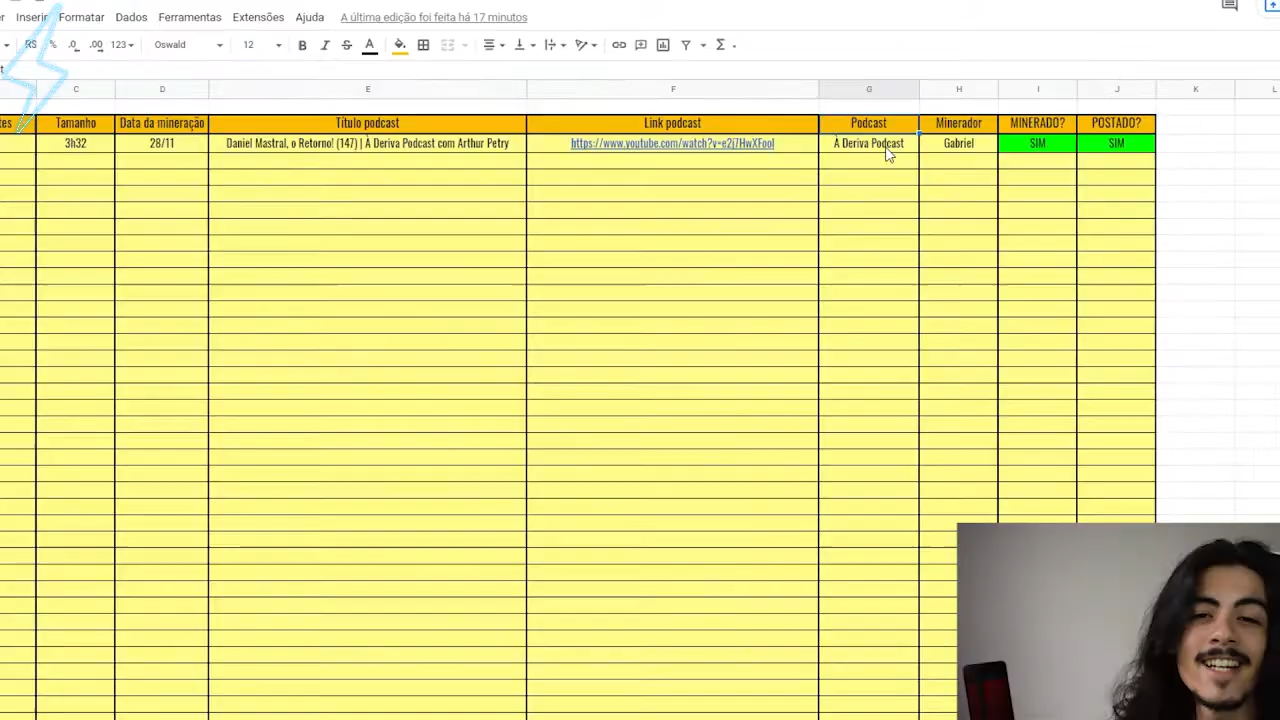 Inserir Formatar Dados Ferramentas Extensões Ajuda A última edição foi feita há 17 minutos
R$ % .0 .00 123 Oswald 12 B I S A Σ
C D E F G H I J K L
tes Tamanho Data da mineração Título podcast Link podcast Podcast Minerador MINERADO? POSTADO?
3h32 28/11 Daniel Mastral, o Retorno! (147) | À Deriva Podcast com Arthur Petry https://www.youtube.com/watch?v=e2j7HwXFooI À Deriva Podcast Gabriel SIM SIM